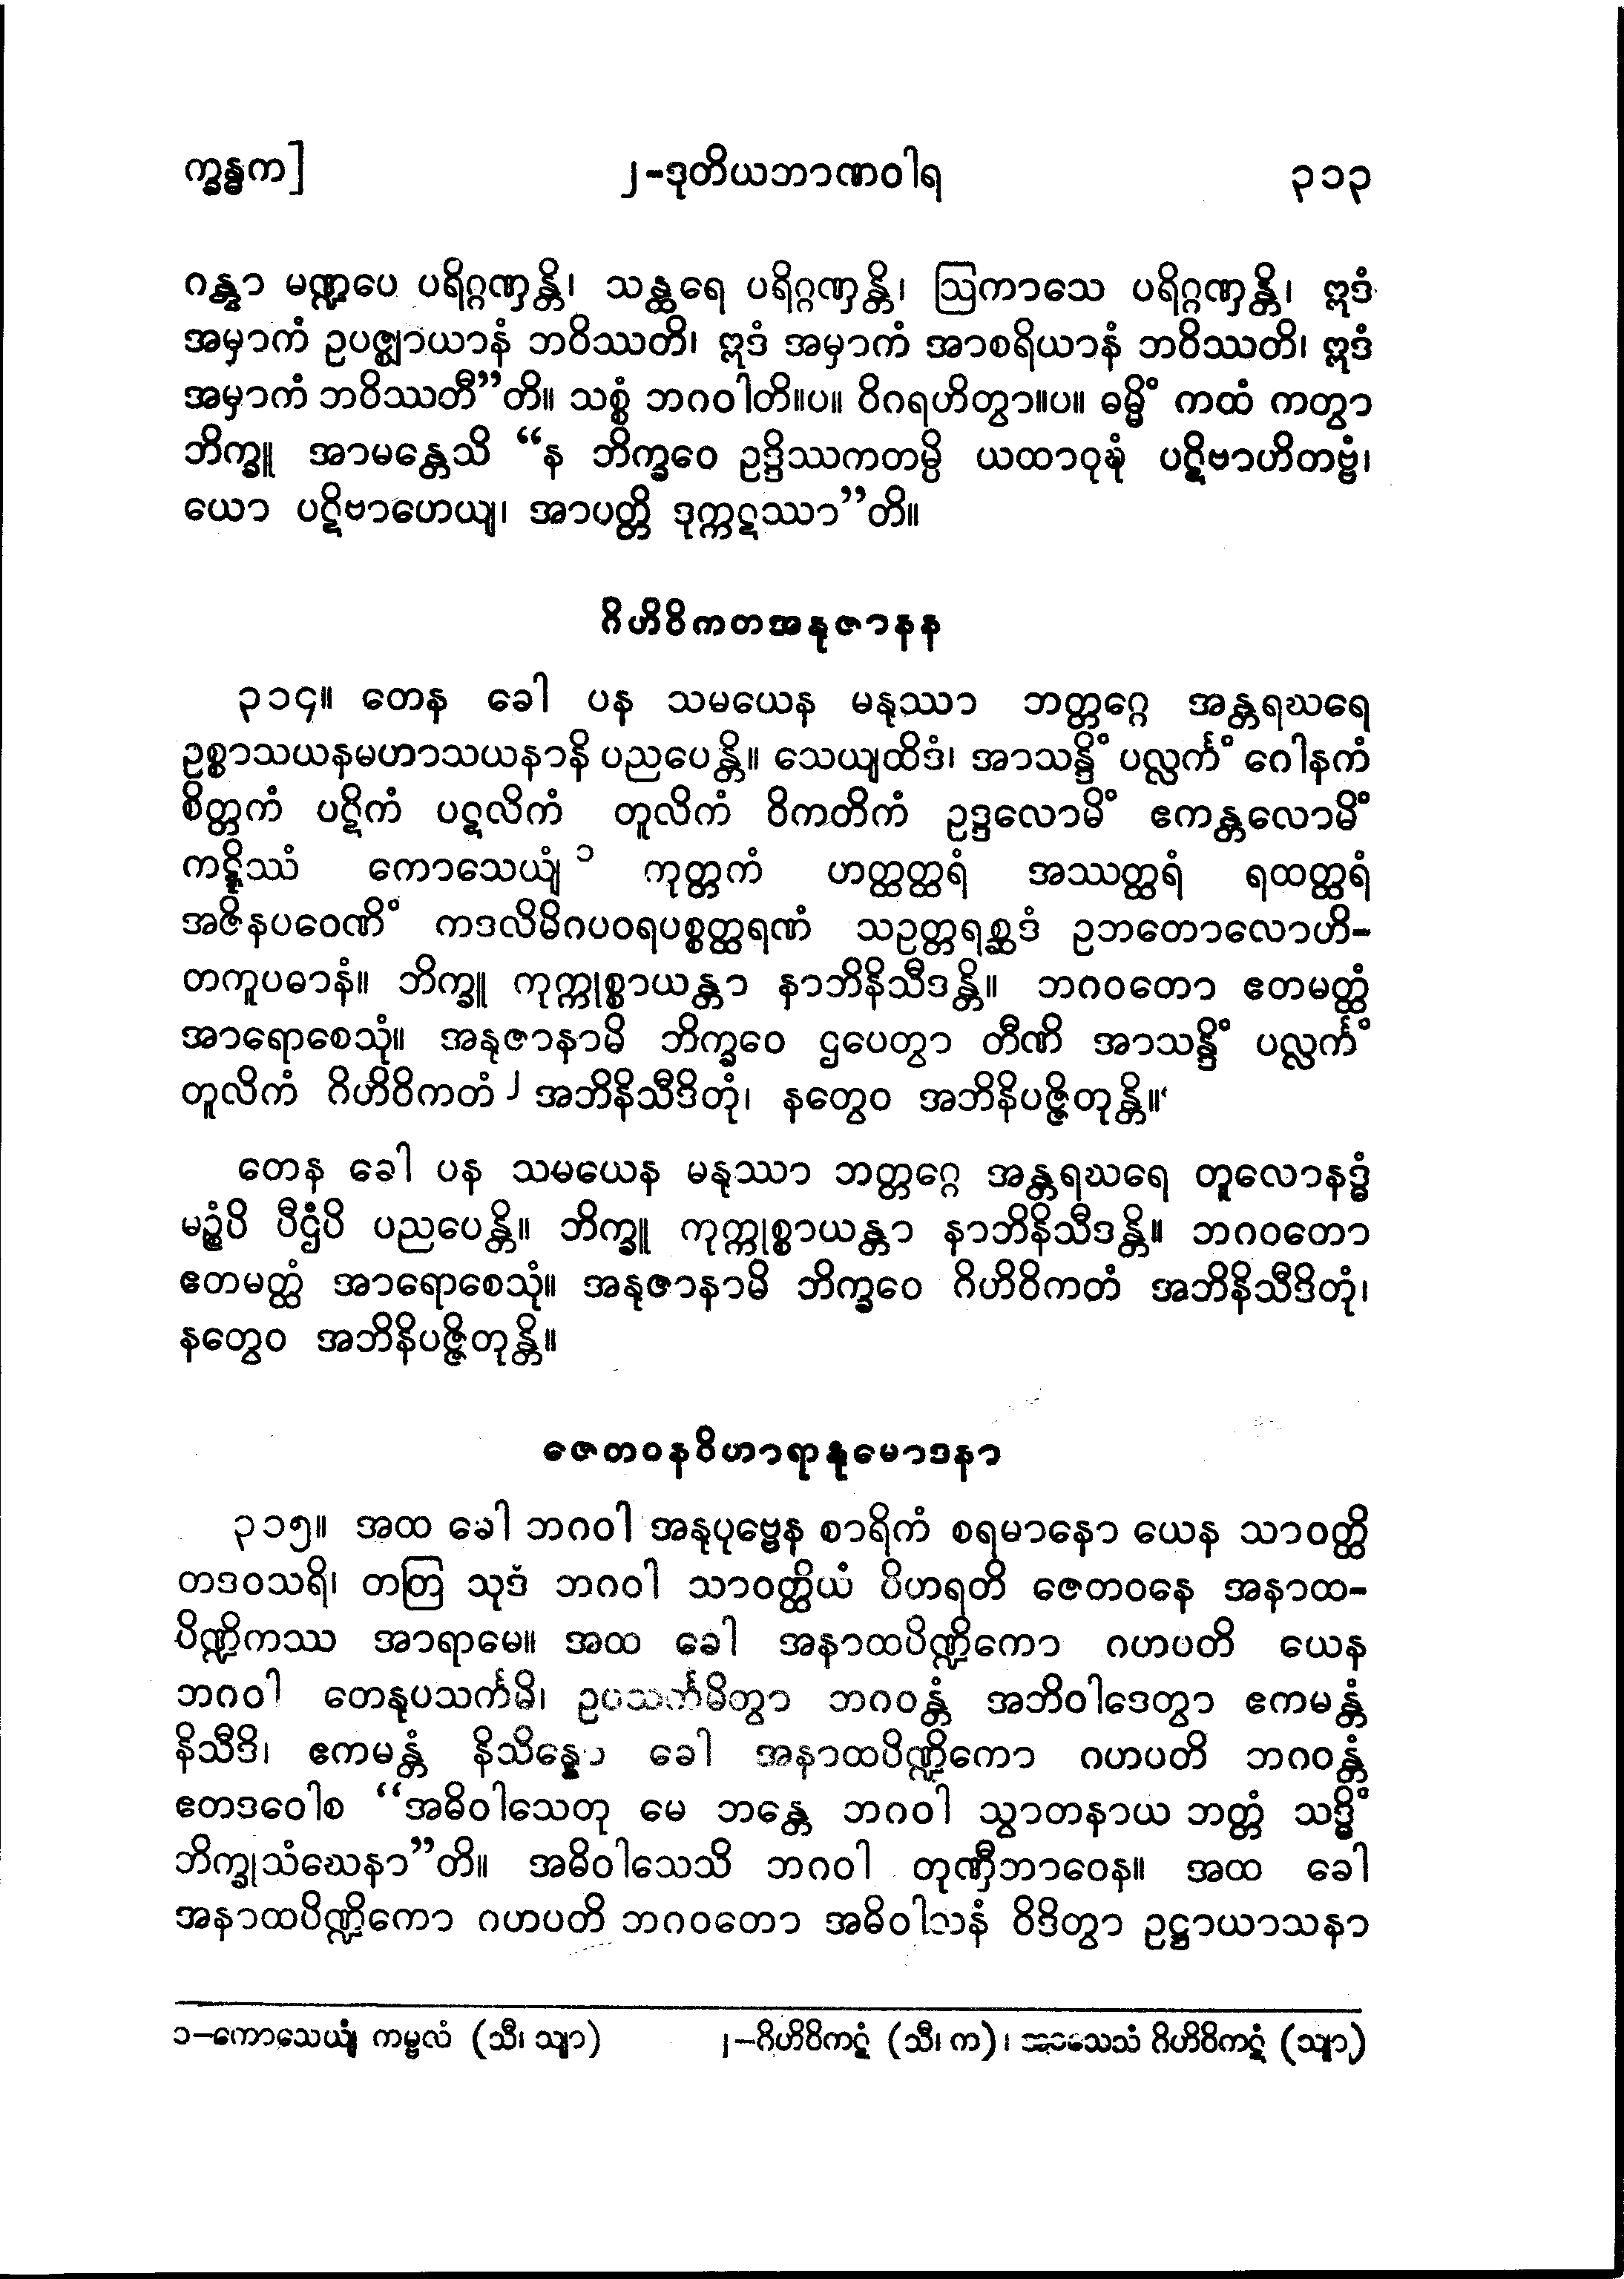 က္ခန္ဓက]
၂-ဒုတိယဘာဏဝါရ
၃၁၃
ဂန္တွာ မဏ္ဍပေ ပရိဂ္ဂဏှန္တိ၊ သန္ထရေ ပရိဂ္ဂဏှန္တိ၊ ဩကာသေ ပရိဂ္ဂဏှန္တိ၊ ဣဒံ
အမှာကံ ဥပဇ္ဈာယာနံ ဘဝိဿတိ၊ ဣဒံ အမှာကံ အာစရိယာနံ ဘဝိဿတိ၊ ဣဒံ
အမှာကံ ဘဝိဿတီ”တိ။ သစ္စံ ဘဂဝါတိ။ပ။ ဝိဂရဟိတွာ။ပ။ ဓမ္မိံ ကထံ ကတွာ
ဘိက္ခူ အာမန္တေသိ “န ဘိက္ခဝေ ဥဒ္ဒိဿကတမ္ပိ ယထာဝုဍ္ဎံ ပဋိဗာဟိတဗ္ဗံ၊
ယော ပဋိဗာဟေယျ၊ အာပတ္တိ ဒုက္ကဋဿာ”တိ။
ဂိဟိဝိကတအနုဇာနန
၃၁၄။ တေန ခေါ ပန သမယေန မနုဿာ ဘတ္တဂ္ဂေ အန္တရဃရေ
ဥစ္စာသယနမဟာသယနာနိ ပညပေန္တိ။ သေယျထိဒံ၊ အာသန္ဒိံ ပလ္လင်္ကံ ဂေါနကံ
စိတ္တကံ ပဋိကံ ပဋလိကံ တူလိကံ ဝိကတိကံ ဥဒ္ဒလောမိံ ဧကန္တလောမိံ
ကဋ္ဋိဿံ ကောသေယျံ ၁ ကုတ္တကံ ဟတ္ထတ္ထရံ အဿတ္ထရံ ရထတ္ထရံ
အဇိနပဝေဏိံ ကဒလိမိဂပဝရပစ္စတ္ထရဏံ သဥတ္တရစ္ဆဒံ ဥဘတောလောဟိ-
တကူပဓာနံ။ ဘိက္ခူ ကုက္ကုစ္စာယန္တာ နာဘိနိသီဒန္တိ။ ဘဂဝတော ဧတမတ္ထံ
အာရောစေသုံ။ အနုဇာနာမိ ဘိက္ခဝေ ဌပေတွာ တီဏိ အာသန္ဒိံ ပလ္လင်္ကံ
တူလိကံ ဂိဟိဝိကတံ ၂ အဘိနိသီဒိတုံ၊ နတွေဝ အဘိနိပဇ္ဇိတုန္တိ။
တေန ခေါ ပန သမယေန မနုဿာ ဘတ္တဂ္ဂေ အန္တရဃရေ တူလောနဒ္ဓံ
မဉ္စံပိ ပီဌံပိ ပညပေန္တိ။ ဘိက္ခူ ကုက္ကုစ္စာယန္တာ နာဘိနိသီဒန္တိ။ ဘဂဝတော
ဧတမတ္ထံ အာရောစေသုံ။ အနုဇာနာမိ ဘိက္ခဝေ ဂိဟိဝိကတံ အဘိနိသီဒိတုံ၊
နတွေဝ အဘိနိပဇ္ဇိတုန္တိ။
ဇေတဝနဝိဟာရာနုမောဒနာ
၃၁၅။ အထ ခေါ ဘဂဝါ အနုပုဗ္ဗေန စာရိကံ စရမာနော ယေန သာဝတ္ထိ
တဒဝသရိ၊ တတြ သုဒံ ဘဂဝါ သာဝတ္ထိယံ ဝိဟရတိ ဇေတဝနေ အနာထ-
ပိဏ္ဍိကဿ အာရာမေ။ အထ ခေါ အနာထပိဏ္ဍိကော ဂဟပတိ ယေန
ဘဂဝါ တေနုပသင်္ကမိ၊ ဥပသင်္ကမိတွာ ဘဂဝန္တံ အဘိဝါဒေတွာ ဧကမန္တံ
နိသီဒိ၊ ဧကမန္တံ နိသိန္နော ခေါ အနာထပိဏ္ဍိကော ဂဟပတိ ဘဂဝန္တံ
ဧတဒဝေါစ “အဓိဝါသေတု မေ ဘန္တေ ဘဂဝါ သွာတနာယ ဘတ္တံ သဒ္ဓိံ
ဘိက္ခုသံဃေနာ”တိ။ အဓိဝါသေသိ ဘဂဝါ တုဏှီဘာဝေန။ အထ ခေါ
အနာထပိဏ္ဍိကော ဂဟပတိ ဘဂဝတော အဓိဝါသနံ ဝိဒိတွာ ဥဋ္ဌာယာသနာ
၁-ကောသေယျံ ကမ္ဗလံ (သီ၊ သျာ)
၂-ဂိဟိဝိကဋံ (သီ၊ က)၊ အဝသေသံ ဂိဟိဝိကဋံ (သျာ)